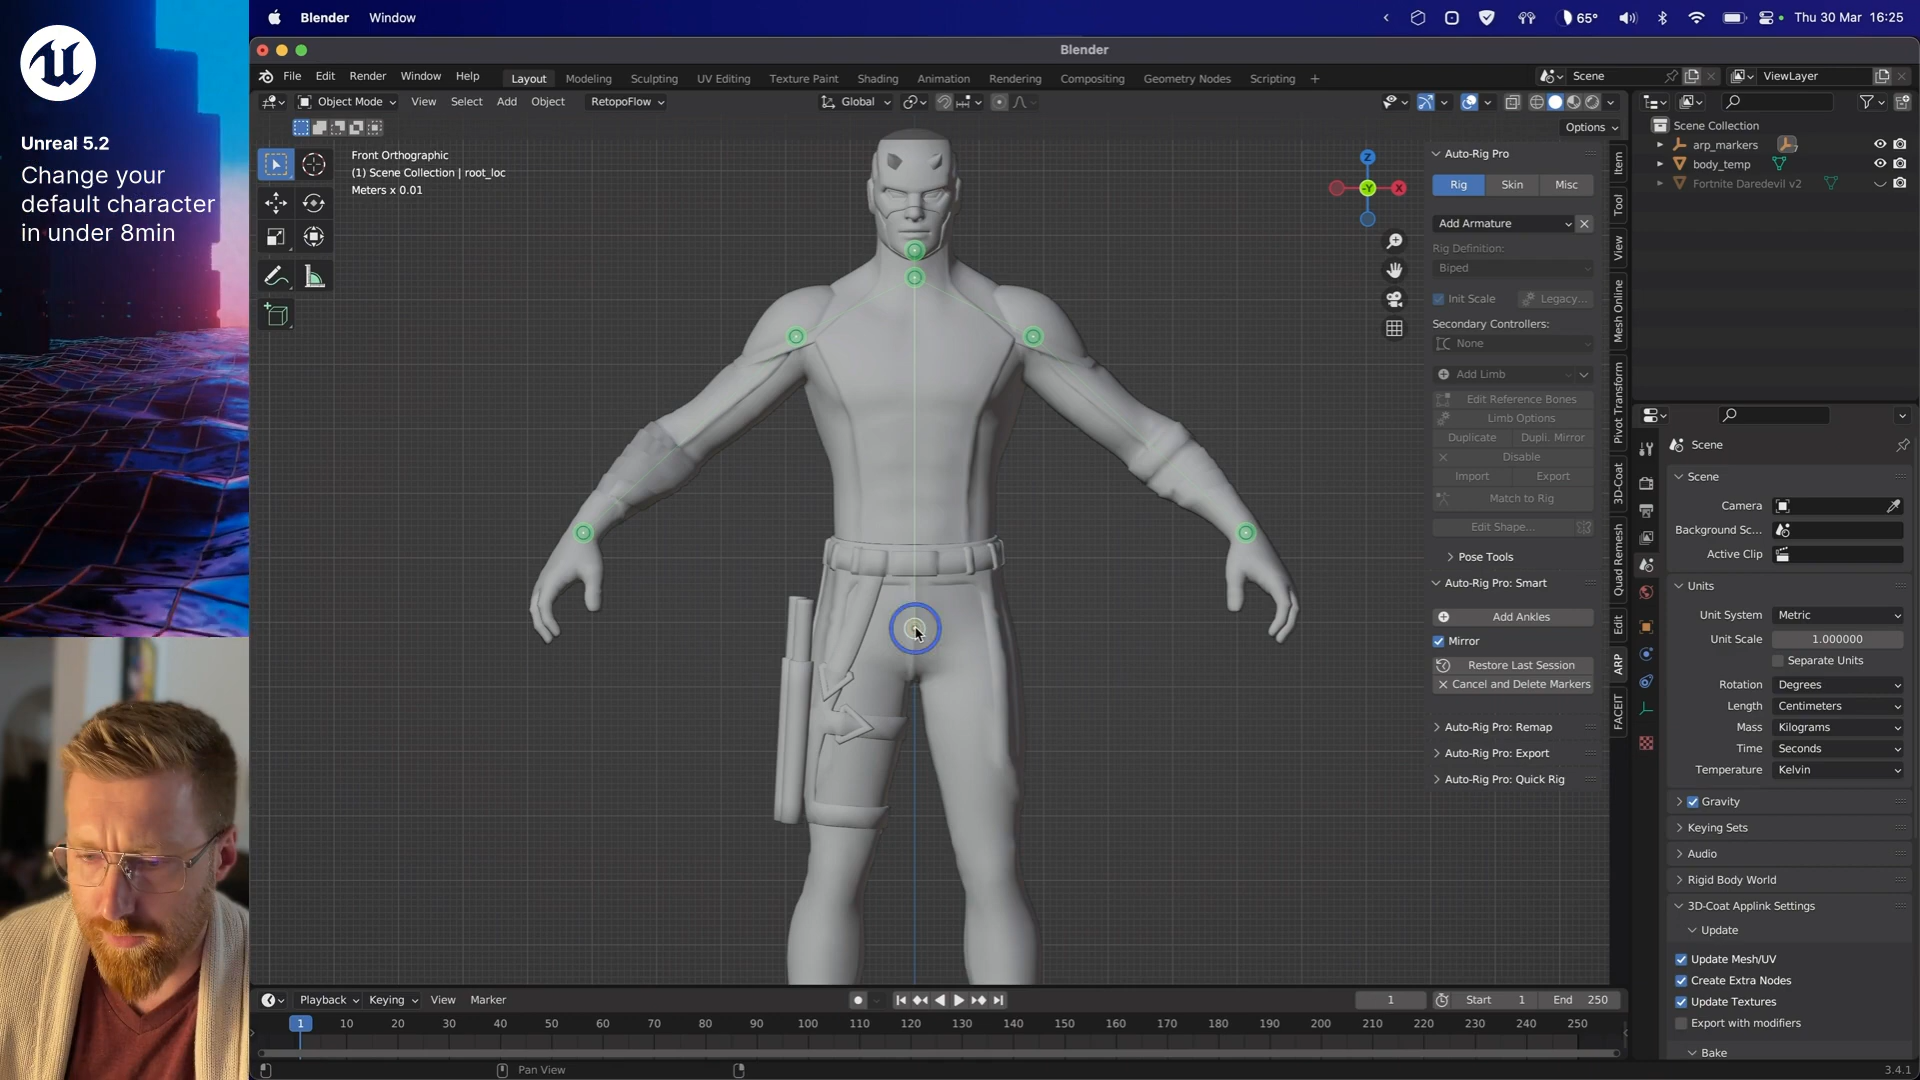 Blender
Window
65°
Thu 30 Mar 16:25
Unreal 5.2
Change your
default character
in under 8min
Blender
File
Edit
Render
Window
Help
Layout
Modeling
Sculpting
UV Editing
Texture Paint
Shading
Animation
Rendering
Compositing
Geometry Nodes
Scripting
+
Scene
ViewLayer
Object Mode
View
Select
Add
Object
RetopoFlow
Global
Options
Front Orthographic
(1) Scene Collection | root_loc
Meters x 0.01
Z
-Y
X
Auto-Rig Pro
Rig
Skin
Misc
Add Armature
Rig Definition:
Biped
Init Scale
Legacy...
Secondary Controllers:
None
Add Limb
Edit Reference Bones
Limb Options
Duplicate
Dupli. Mirror
Disable
Import
Export
Match to Rig
Edit Shape...
Pose Tools
Auto-Rig Pro: Smart
Add Ankles
Mirror
Restore Last Session
Cancel and Delete Markers
Auto-Rig Pro: Remap
Auto-Rig Pro: Export
Auto-Rig Pro: Quick Rig
Item
Tool
View
Mesh Online
Pivot Transform
3D-Coat
Quad Remesh
Edit
ARP
FACEIT
Scene Collection
arp_markers
7
body_temp
Fortnite Daredevil v2
Scene
Scene
Camera
Background Sc...
Active Clip
Units
Unit System
Metric
Unit Scale
1.000000
Separate Units
Rotation
Degrees
Length
Centimeters
Mass
Kilograms
Time
Seconds
Temperature
Kelvin
Gravity
Keying Sets
Audio
Rigid Body World
3D-Coat Applink Settings
Update
Update Mesh/UV
Create Extra Nodes
Update Textures
Export with modifiers
Bake
Playback
Keying
View
Marker
1
Start 1
End 250
1 10 20 30 40 50 60 70 80 90 100 110 120 130 140 150 160 170 180 190 200 210 220 230 240 250
Pan View
3.4.1